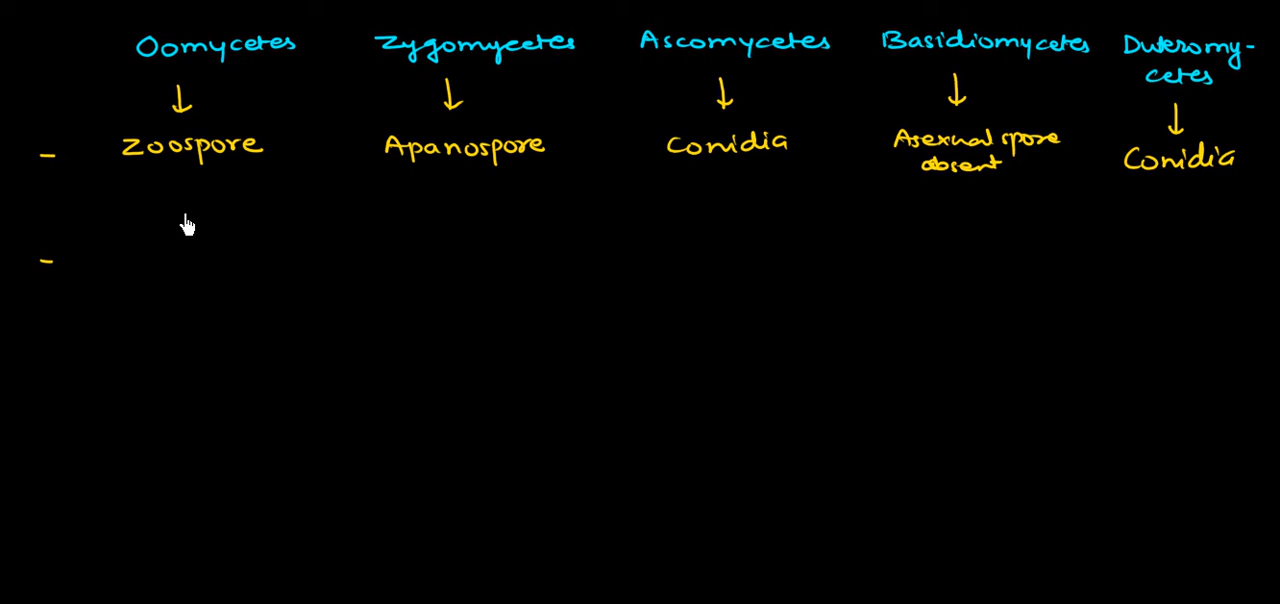 Oomycetes Zygomycetes Ascomycetes Basidiomycetes Duteromy-
cetes
↓ ↓ ↓ ↓ ↓
- Zoospore Apanospore Conidia Asexual spore Conidia
absent
-